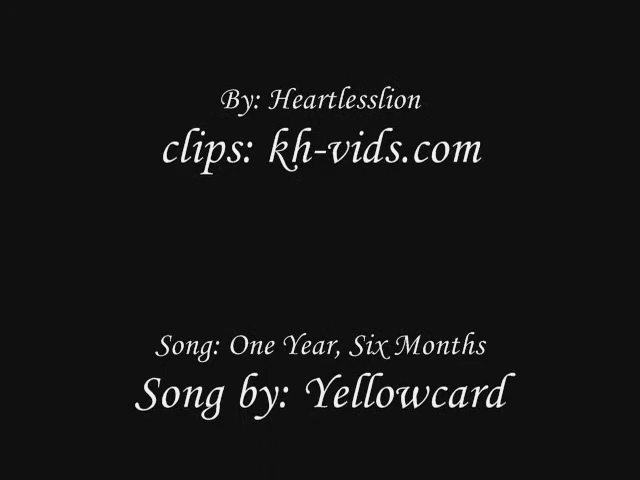 By: Heartlesslion
clips: kh-vids.com
Song: One Year, Six Months
Song by: Yellowcard